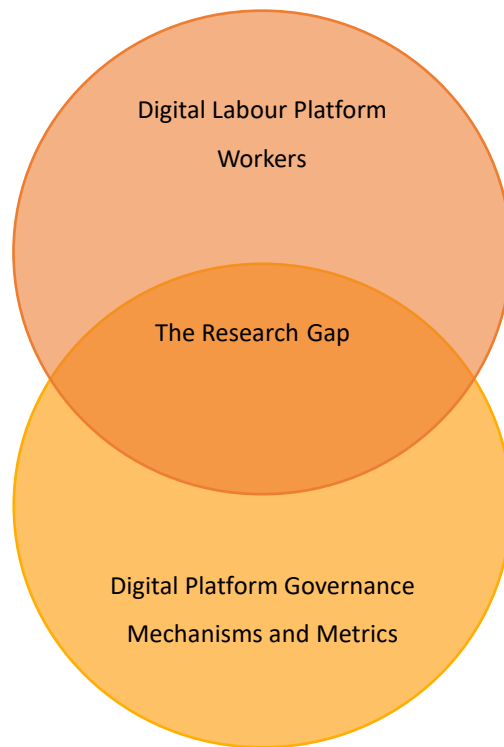 Digital Labour Platform
Workers
The Research Gap
Digital Platform Governance
Mechanisms and Metrics